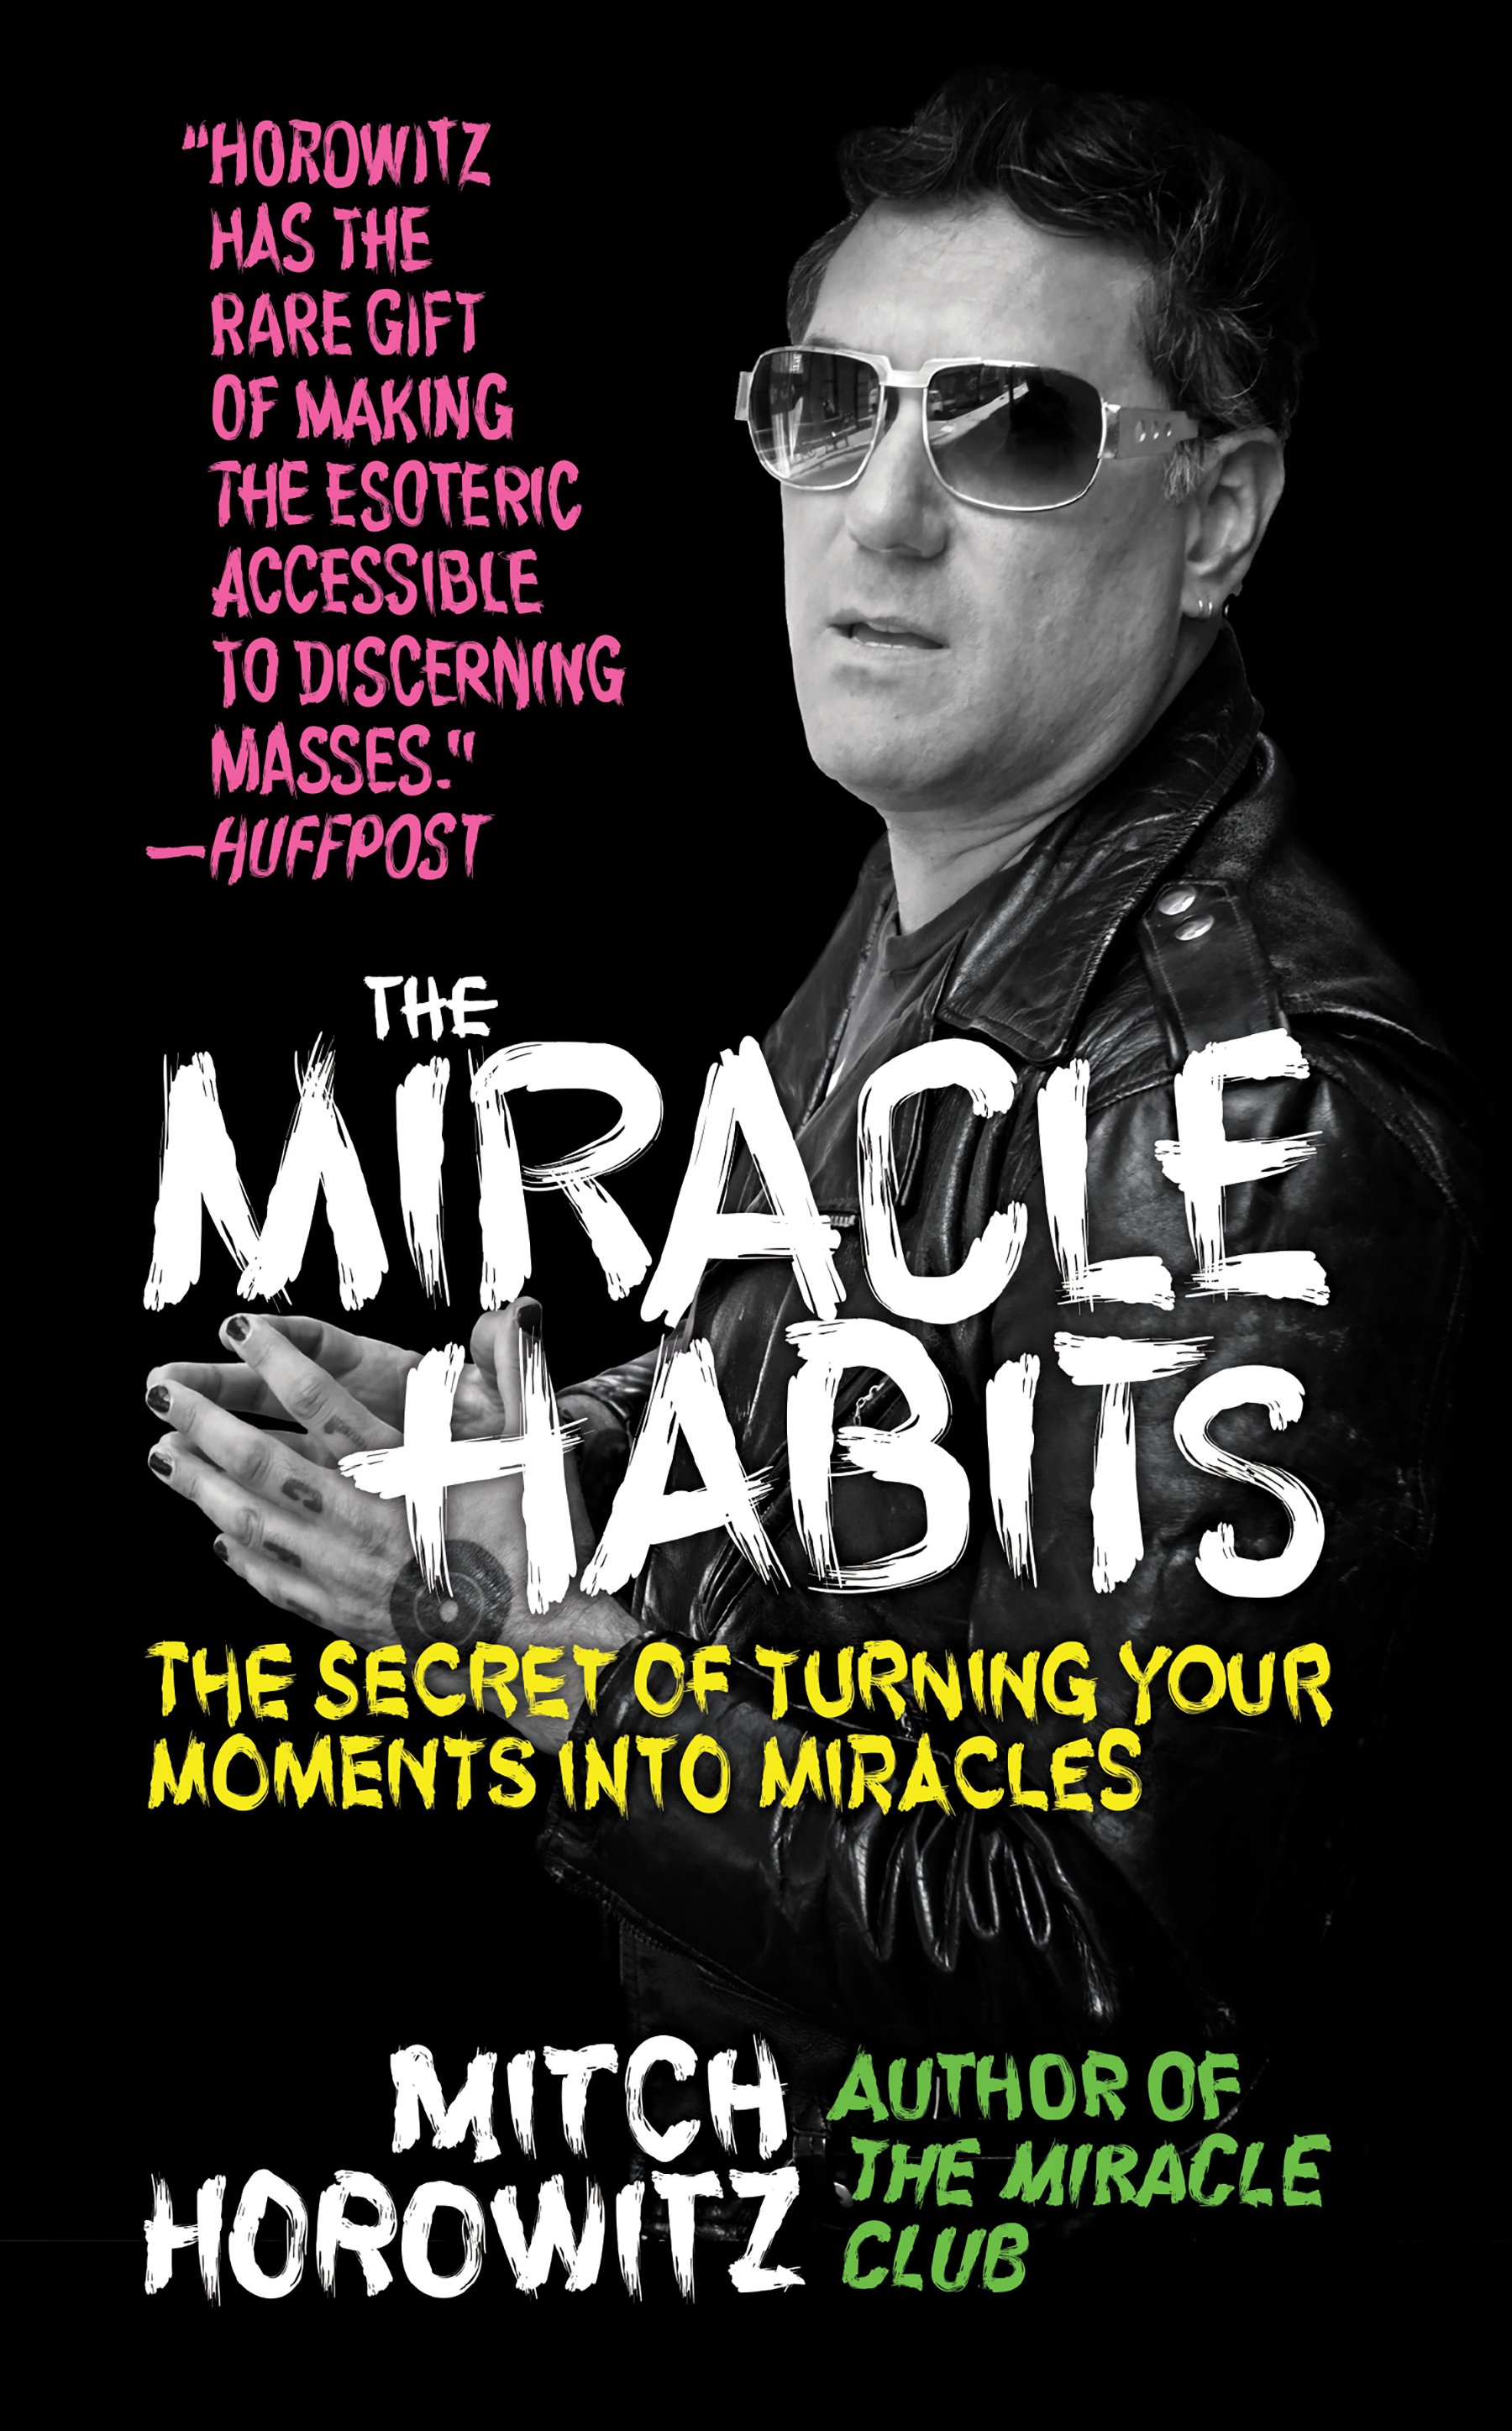 "HOROWITZ
HAS THE
RARE GIFT
OF MAKING
THE ESOTERIC
ACCESSIBLE
TO DISCERNING
MASSES."
—HUFFPOST
THE
MIRACLE
HABITS
THE SECRET OF TURNING YOUR
MOMENTS INTO MIRACLES
MITCH
HOROWITZ
AUTHOR OF
THE MIRACLE
CLUB